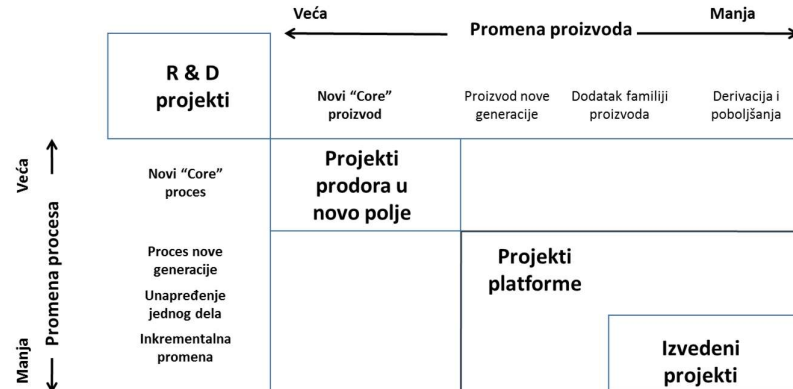 Veća
Promena proizvoda
Manja
R & D
projekti
Novi “Core”
proizvod
Proizvod nove
generacije
Dodatak familiji
proizvoda
Derivacija i
poboljšanja
Veća
Promena procesa
Manja
Novi “Core”
proces
Projekti
prodora u
novo polje
Proces nove
generacije
Unapređenje
jednog dela
Inkrementalna
promena
Projekti
platforme
Izvedeni
projekti